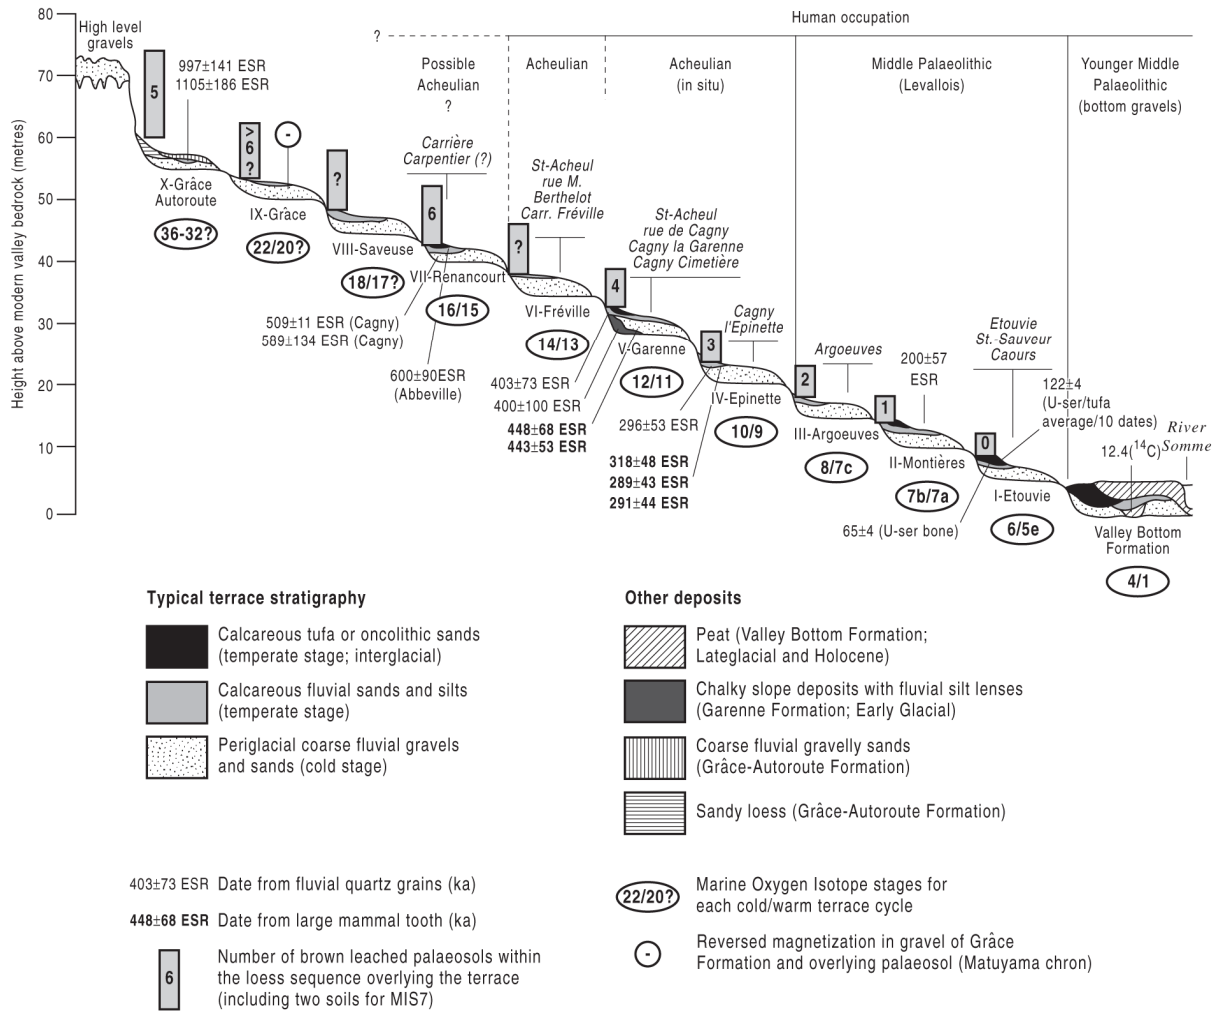 80
70
60
50
40
30
20
10
0
Height above modern valley bedrock (metres)
Human occupation
?
Possible
Acheulian
?
Acheulian
Acheulian
(in situ)
Middle Palaeolithic
(Levallois)
Younger Middle
Palaeolithic
(bottom gravels)
High level
gravels
5
997±141 ESR
1105±186 ESR
X-Grâce
Autoroute
36-32?
>
6
?
-
IX-Grâce
22/20?
?
VIII-Saveuse
18/17?
Carrière
Carpentier (?)
6
VII-Renancourt
16/15
509±11 ESR (Cagny)
589±134 ESR (Cagny)
600±90ESR
(Abbeville)
St-Acheul
rue M.
Berthelot
Carr. Fréville
?
VI-Fréville
14/13
St-Acheul
rue de Cagny
Cagny la Garenne
Cagny Cimetière
4
V-Garenne
12/11
403±73 ESR
400±100 ESR
448±68 ESR
443±53 ESR
Cagny
l'Epinette
3
IV-Epinette
10/9
296±53 ESR
318±48 ESR
289±43 ESR
291±44 ESR
Argoeuves
2
III-Argoeuves
8/7c
200±57
ESR
1
II-Montières
7b/7a
Etouvie
St.-Sauveur
Caours
122±4
(U-ser/tufa
average/10 dates)
0
I-Etouvie
6/5e
65±4 (U-ser bone)
12.4(14C)
River
Somme
Valley Bottom
Formation
4/1
Typical terrace stratigraphy
Calcareous tufa or oncolithic sands
(temperate stage; interglacial)
Calcareous fluvial sands and silts
(temperate stage)
Periglacial coarse fluvial gravels
and sands (cold stage)
Other deposits
Peat (Valley Bottom Formation;
Lateglacial and Holocene)
Chalky slope deposits with fluvial silt lenses
(Garenne Formation; Early Glacial)
Coarse fluvial gravelly sands
(Grâce-Autoroute Formation)
Sandy loess (Grâce-Autoroute Formation)
403±73 ESR Date from fluvial quartz grains (ka)
448±68 ESR Date from large mammal tooth (ka)
6
Number of brown leached palaeosols within
the loess sequence overlying the terrace
(including two soils for MIS7)
22/20?
Marine Oxygen Isotope stages for
each cold/warm terrace cycle
-
Reversed magnetization in gravel of Grâce
Formation and overlying palaeosol (Matuyama chron)